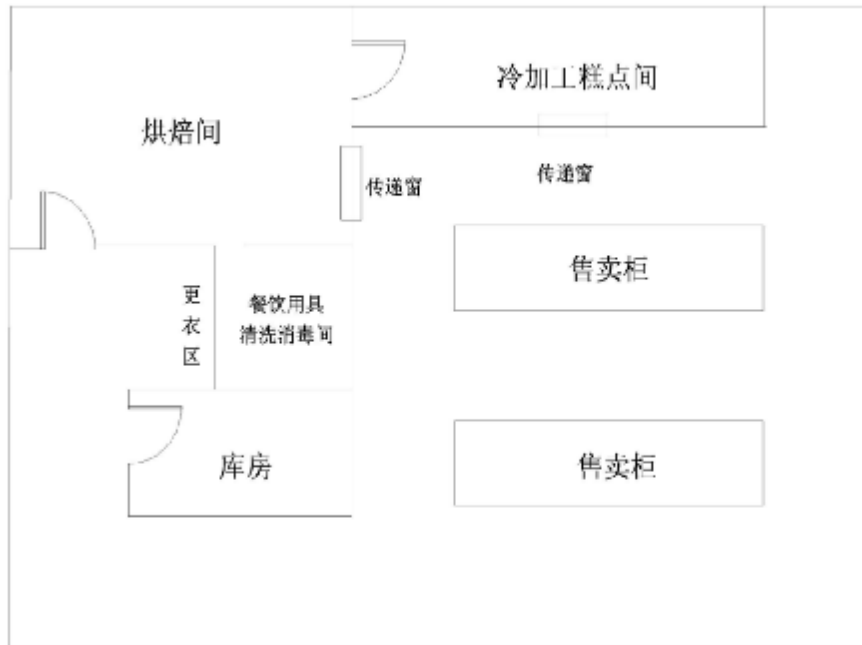 冷加工糕点间
烘焙间
传递窗
传递窗
售卖柜
更衣区
餐饮用具
清洗消毒间
库房
售卖柜